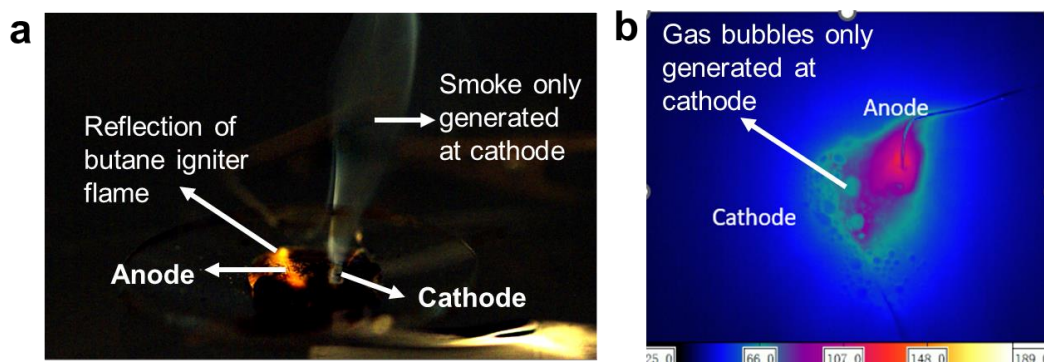 a
Smoke only
generated
at cathode
Reflection of
butane igniter
flame
Anode
Cathode
b
Gas bubbles only
generated at
cathode
Anode
Cathode
25.0 66.0 107.0 148.0 189.